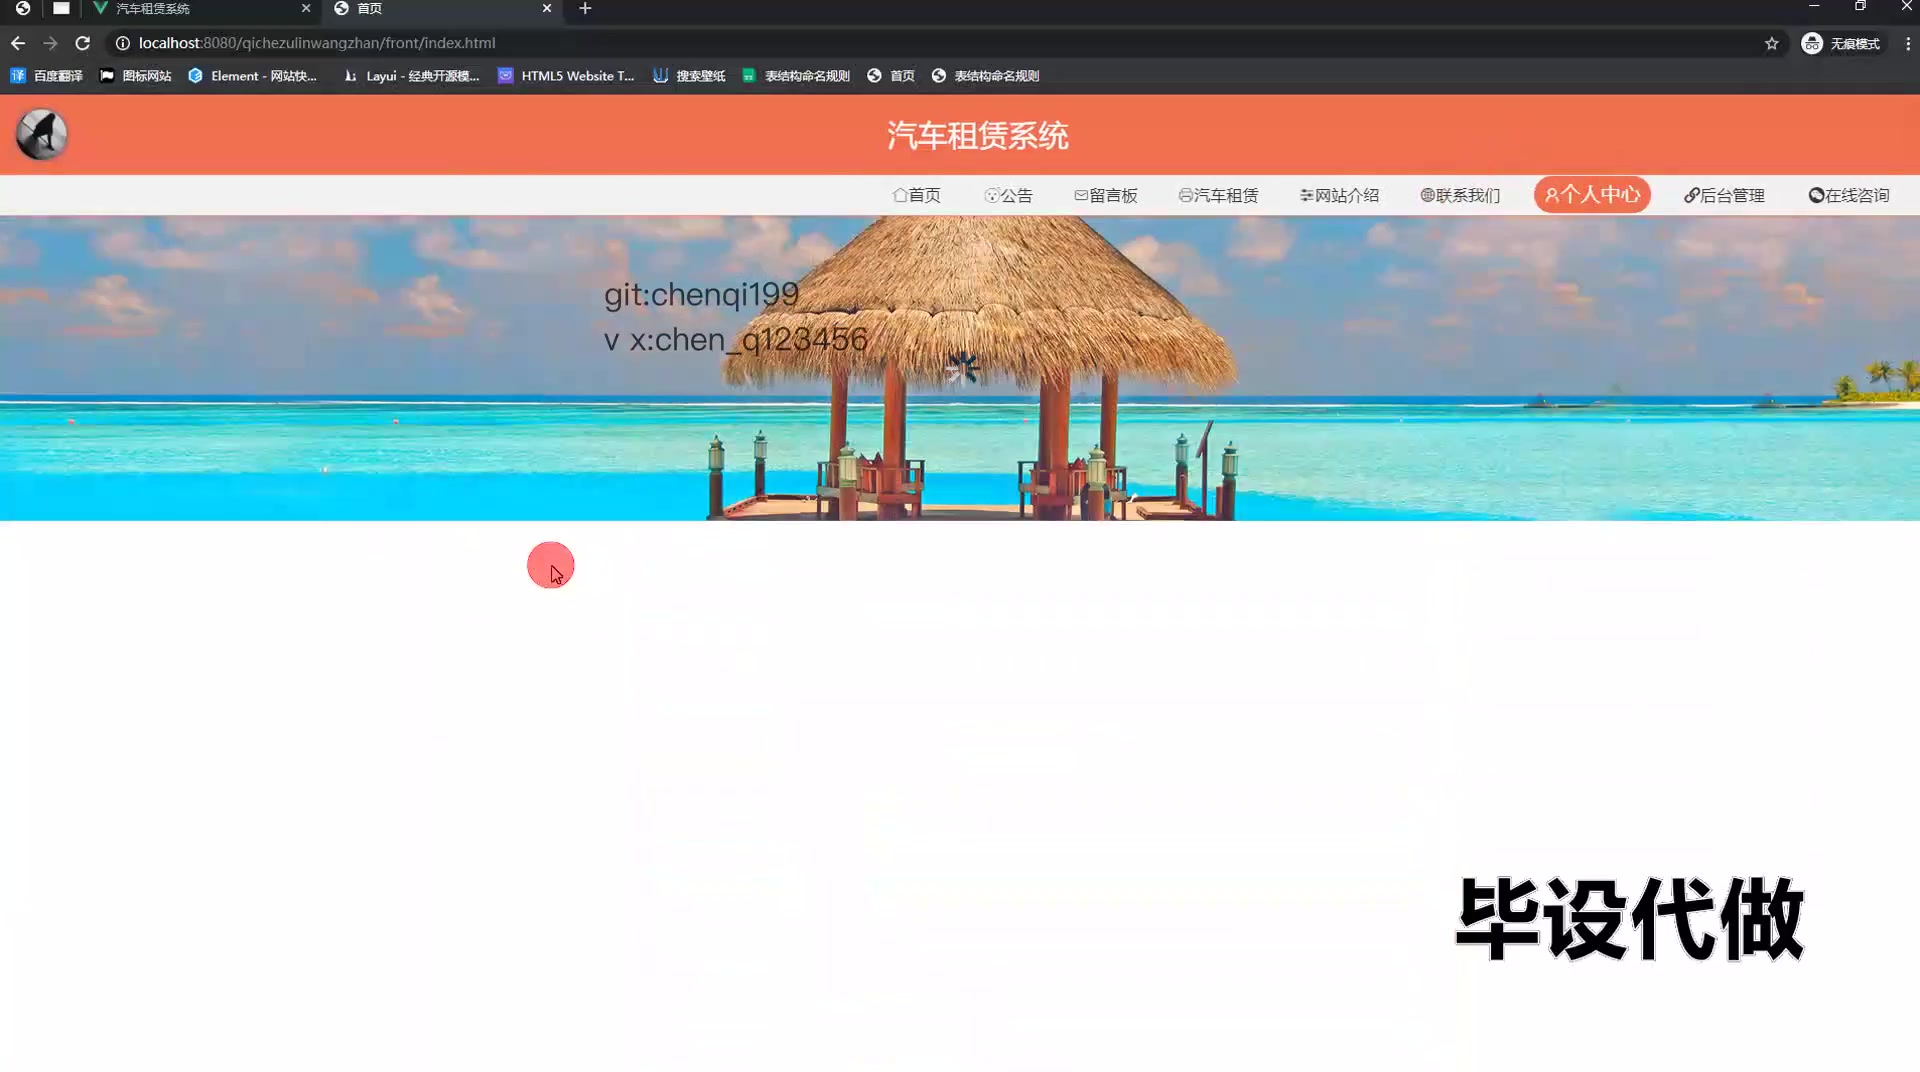 汽车租赁系统
首页
localhost:8080/qichezulinwangzhan/front/index.html
无痕模式
百度翻译
图标网站
Element - 网站快...
Layui - 经典开源模...
HTML5 Website T...
搜索壁纸
表结构命名规则
首页
表结构命名规则
汽车租赁系统
首页
公告
留言板
汽车租赁
网站介绍
联系我们
个人中心
后台管理
在线咨询
git:chenqi199
v x:chen_q123456
毕设代做